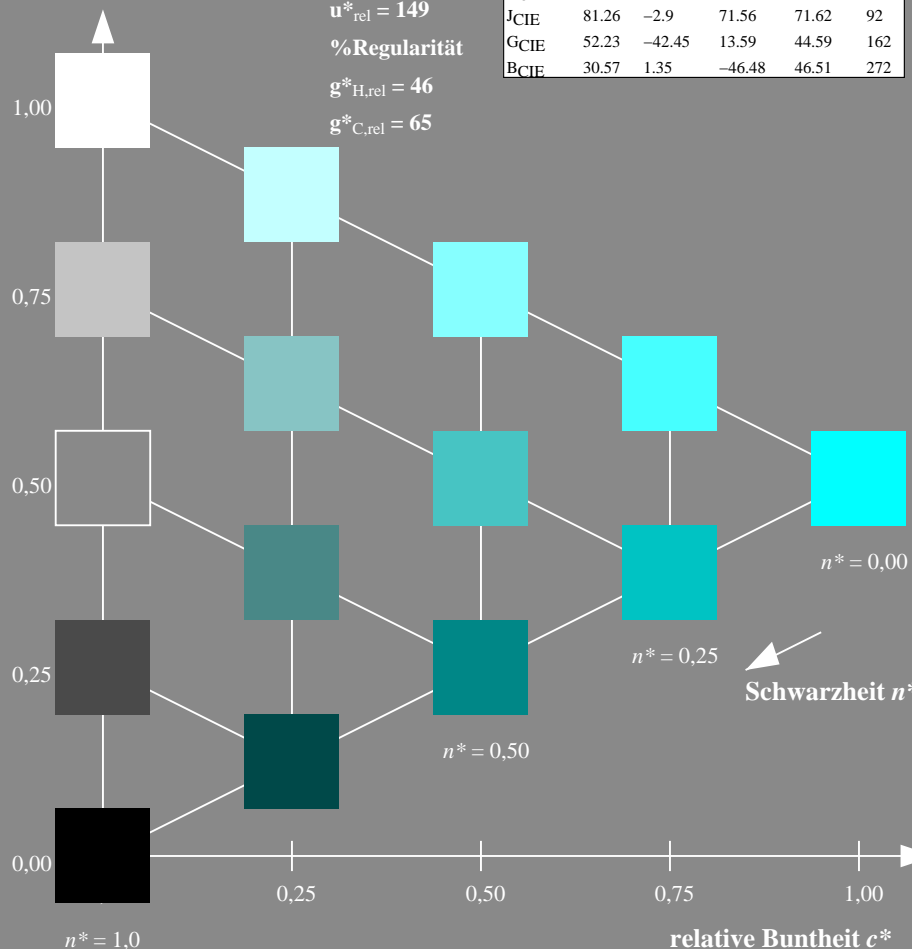 u*rel = 149
%Regularität
g*H,rel = 46
g*C,rel = 65
JCIE 81.26 −2.9 71.56 71.62 92
GCIE 52.23 −42.45 13.59 44.59 162
BCIE 30.57 1.35 −46.48 46.51 272
1,00
0,75
0,50
0,25
0,00
n* = 0,00
n* = 0,25
Schwarzheit n*
n* = 0,50
0,25 0,50 0,75 1,00
n* = 1,0
relative Buntheit c*